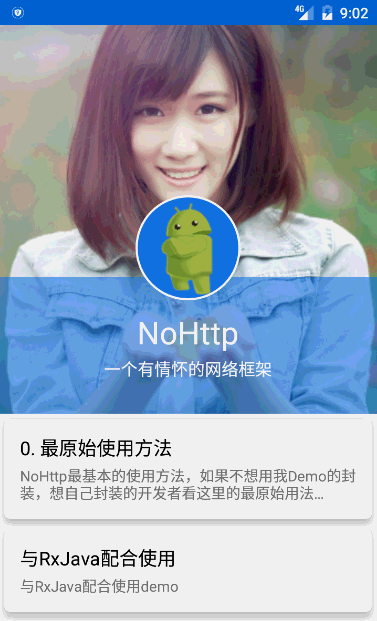 4G 9:02
NoHttp
一个有情怀的网络框架
0. 最原始使用方法
NoHttp最基本的使用方法，如果不想用我Demo的封
装，想自己封装的开发者看这里的最原始用法…
与RxJava配合使用
与RxJava配合使用demo